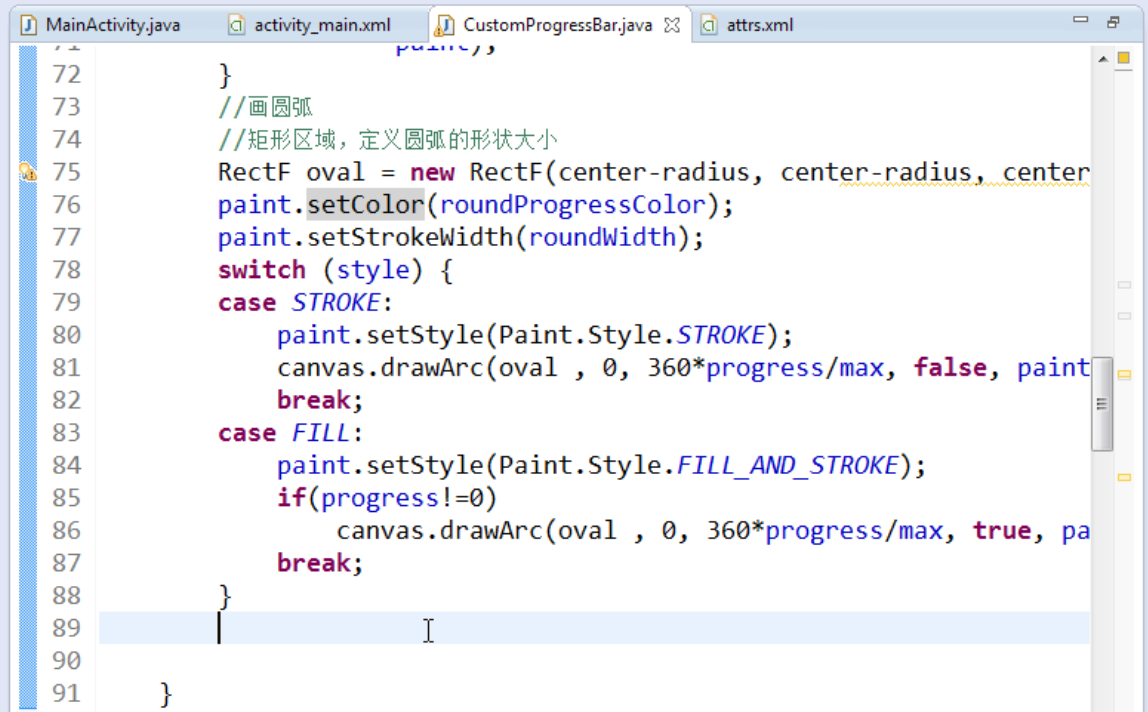 MainActivity.java activity_main.xml CustomProgressBar.java attrs.xml
71 paint);
72 }
73 //画圆弧
74 //矩形区域，定义圆弧的形状大小
75 RectF oval = new RectF(center-radius, center-radius, center
76 paint.setColor(roundProgressColor);
77 paint.setStrokeWidth(roundWidth);
78 switch (style) {
79 case STROKE:
80 paint.setStyle(Paint.Style.STROKE);
81 canvas.drawArc(oval , 0, 360*progress/max, false, paint
82 break;
83 case FILL:
84 paint.setStyle(Paint.Style.FILL_AND_STROKE);
85 if(progress!=0)
86 canvas.drawArc(oval , 0, 360*progress/max, true, pa
87 break;
88 }
89
90
91 }